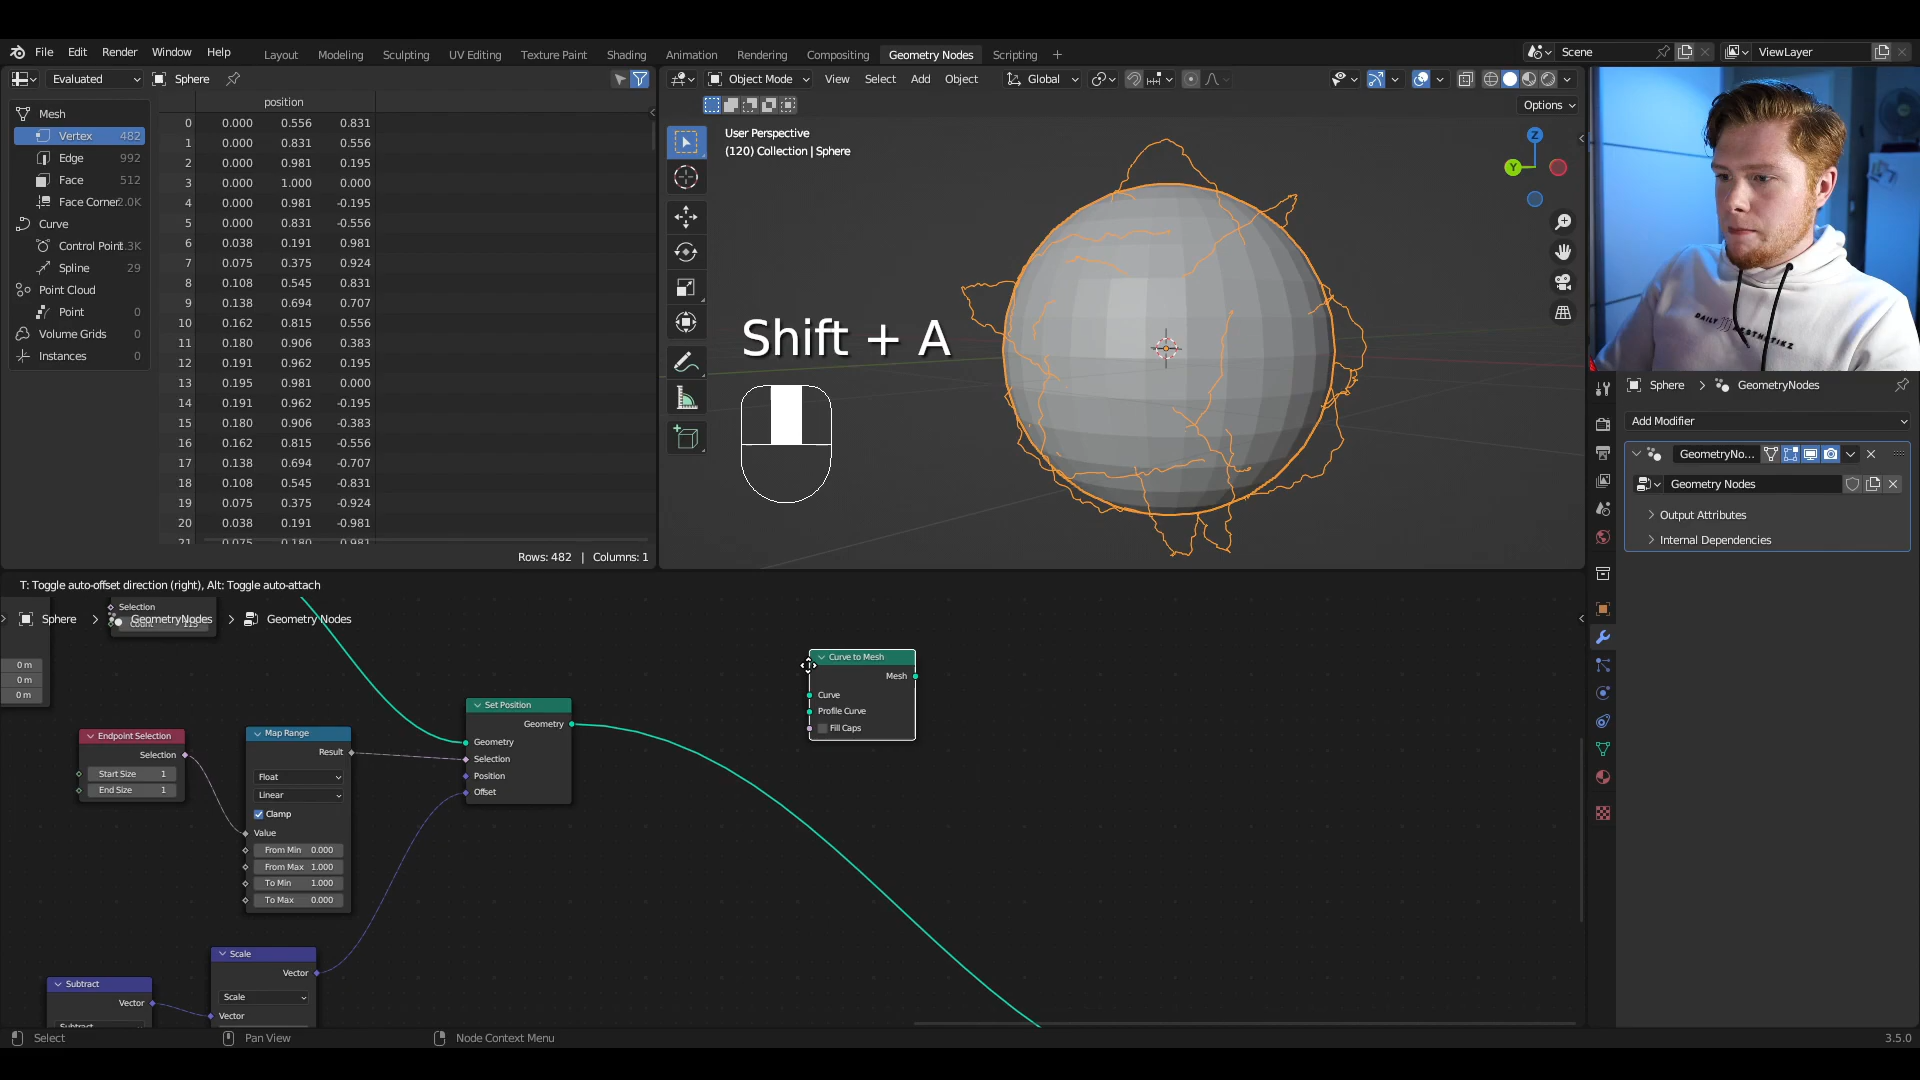 File Edit Render Window Help
Layout Modeling Sculpting UV Editing Texture Paint Shading Animation Rendering Compositing Geometry Nodes Scripting +
Scene
ViewLayer
Evaluated
Sphere
Object Mode View Select Add Object
Global
Options
Mesh
Vertex 482
Edge 992
Face 512
Face Corner 2.0K
Curve
Control Point .3K
Spline 29
Point Cloud
Point 0
Volume Grids 0
Instances 0
position
0 0.000 0.556 0.831
1 0.000 0.831 0.556
2 0.000 0.981 0.195
3 0.000 1.000 0.000
4 0.000 0.981 -0.195
5 0.000 0.831 -0.556
6 0.038 0.191 0.981
7 0.075 0.375 0.924
8 0.108 0.545 0.831
9 0.138 0.694 0.707
10 0.162 0.815 0.556
11 0.180 0.906 0.383
12 0.191 0.962 0.195
13 0.195 0.981 0.000
14 0.191 0.962 -0.195
15 0.180 0.906 -0.383
16 0.162 0.815 -0.556
17 0.138 0.694 -0.707
18 0.108 0.545 -0.831
19 0.075 0.375 -0.924
20 0.038 0.191 -0.981
21 0.075 0.180 0.981
Rows: 482 | Columns: 1
User Perspective
(120) Collection | Sphere
Z
Y
Shift + A
Sphere > GeometryNodes
Add Modifier
GeometryNo...
Geometry Nodes
Output Attributes
Internal Dependencies
T: Toggle auto-offset direction (right), Alt: Toggle auto-attach
Selection
Sphere > GeometryNodes > Geometry Nodes
0 m
0 m
0 m
Endpoint Selection
Selection
Start Size 1
End Size 1
Map Range
Result
Float
Linear
Clamp
Value
From Min 0.000
From Max 1.000
To Min 1.000
To Max 0.000
Set Position
Geometry
Geometry
Selection
Position
Offset
Curve to Mesh
Mesh
Curve
Profile Curve
Fill Caps
Scale
Vector
Scale
Vector
Subtract
Vector
Subtract
Select
Pan View
Node Context Menu
3.5.0